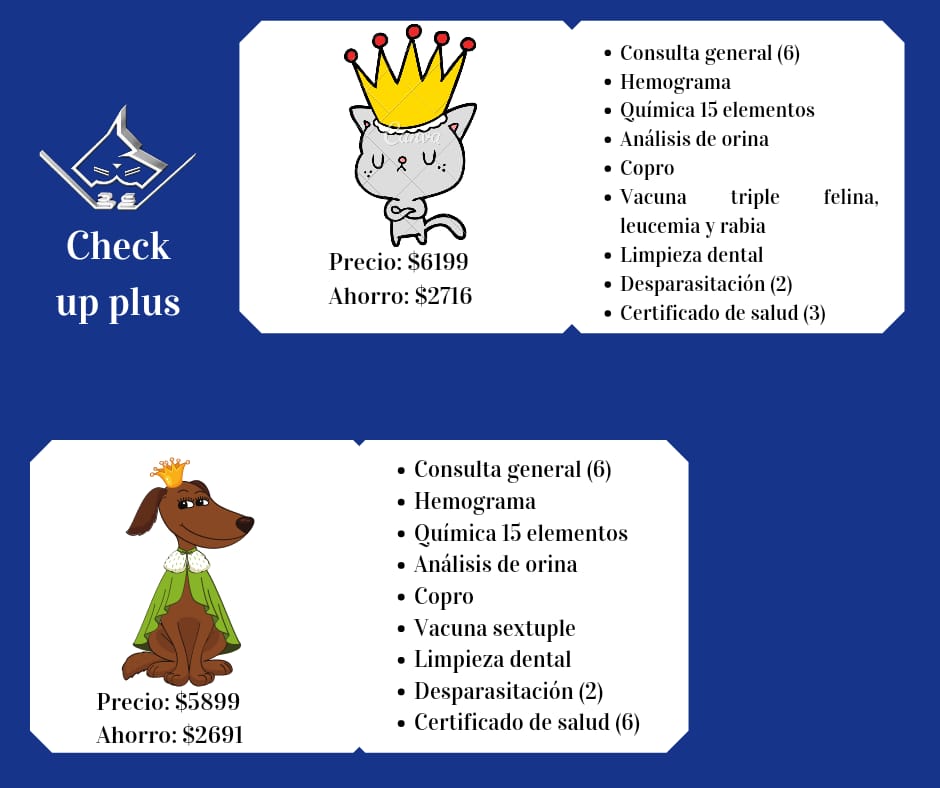 Check
up plus
Canva
Precio: $6199
Ahorro: $2716
• Consulta general (6)
• Hemograma
• Química 15 elementos
• Análisis de orina
• Copro
• Vacuna triple felina,
leucemia y rabia
• Limpieza dental
• Desparasitación (2)
• Certificado de salud (3)
Precio: $5899
Ahorro: $2691
• Consulta general (6)
• Hemograma
• Química 15 elementos
• Análisis de orina
• Copro
• Vacuna sextuple
• Limpieza dental
• Desparasitación (2)
• Certificado de salud (6)